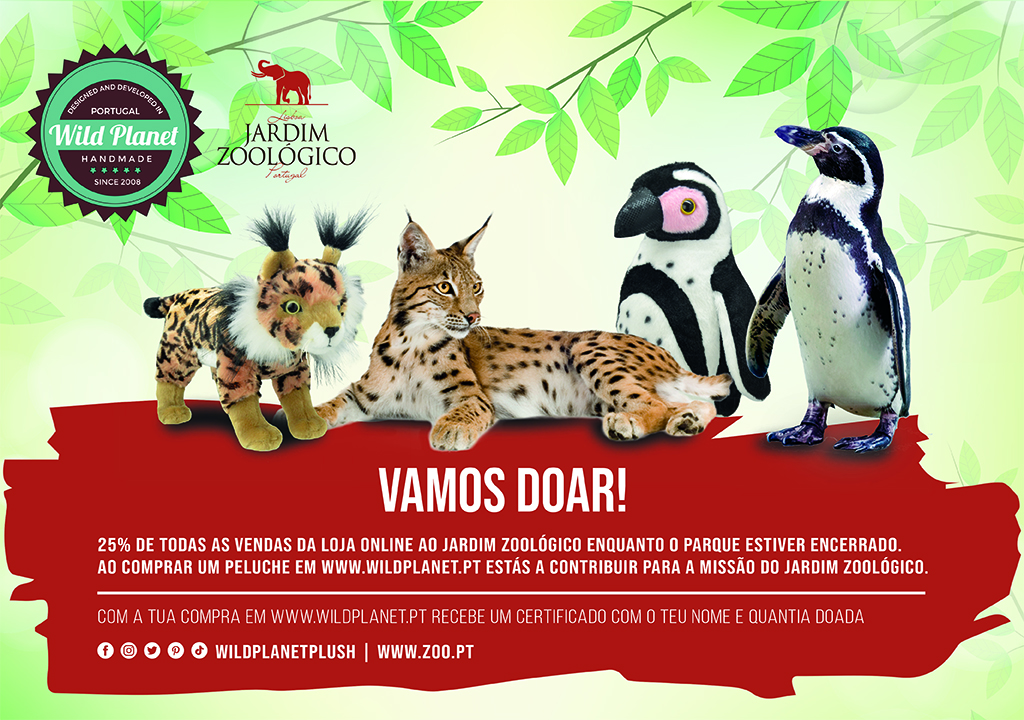 DESIGNED AND DEVELOPED IN
PORTUGAL
Wild Planet
HANDMADE
SINCE 2008
Lisboa
JARDIM
ZOOLÓGICO
Portugal
VAMOS DOAR!
25% DE TODAS AS VENDAS DA LOJA ONLINE AO JARDIM ZOOLÓGICO ENQUANTO O PARQUE ESTIVER ENCERRADO.
AO COMPRAR UM PELUCHE EM WWW.WILDPLANET.PT ESTÁS A CONTRIBUIR PARA A MISSÃO DO JARDIM ZOOLÓGICO.
COM A TUA COMPRA EM WWW.WILDPLANET.PT RECEBE UM CERTIFICADO COM O TEU NOME E QUANTIA DOADA
WILDPLANETPLUSH | WWW.ZOO.PT